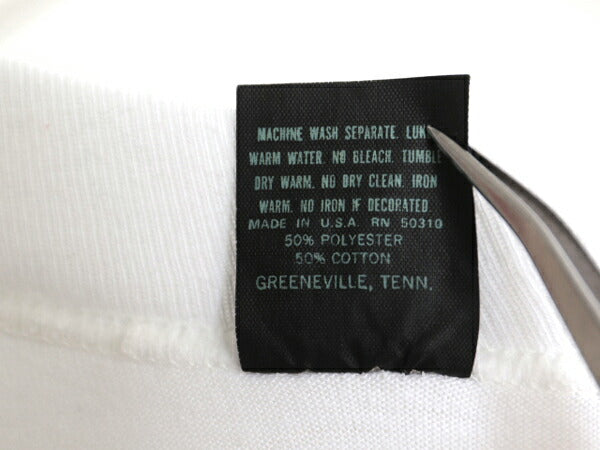 MACHINE WASH SEPARATE. LUK
WARM WATER. NO BLEACH. TUMBLE
DRY WARM. NO DRY CLEAN. IRON
WARM. NO IRON IF DECORATED
MADE IN U.S.A. RN 50310
50% POLYESTER
50% COTTON
GREENEVILLE, TENN.